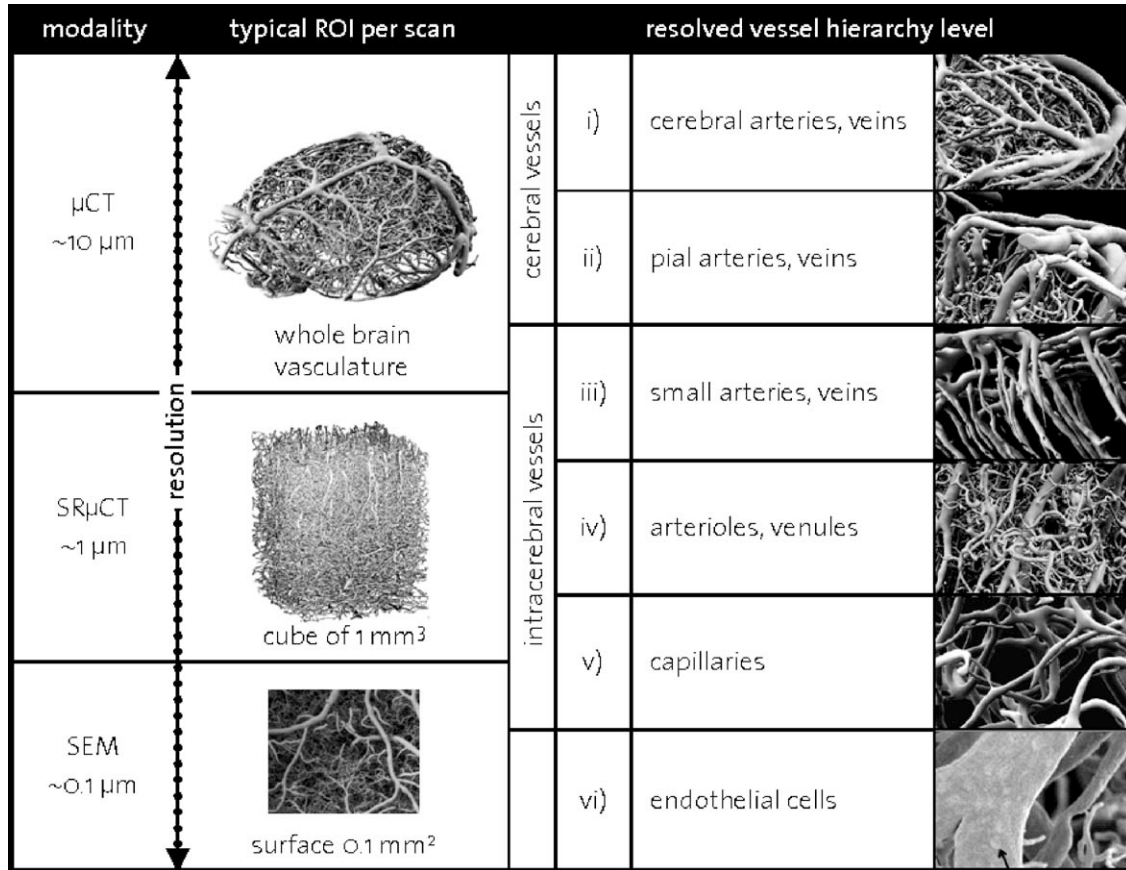 modality
typical ROI per scan
resolved vessel hierarchy level
µCT
~10 µm
whole brain
vasculature
resolution
SRµCT
~1 µm
cube of 1 mm³
SEM
~0.1 µm
surface 0.1 mm²
cerebral vessels
i)
cerebral arteries, veins
ii)
pial arteries, veins
intracerebral vessels
iii)
small arteries, veins
iv)
arterioles, venules
v)
capillaries
vi)
endothelial cells